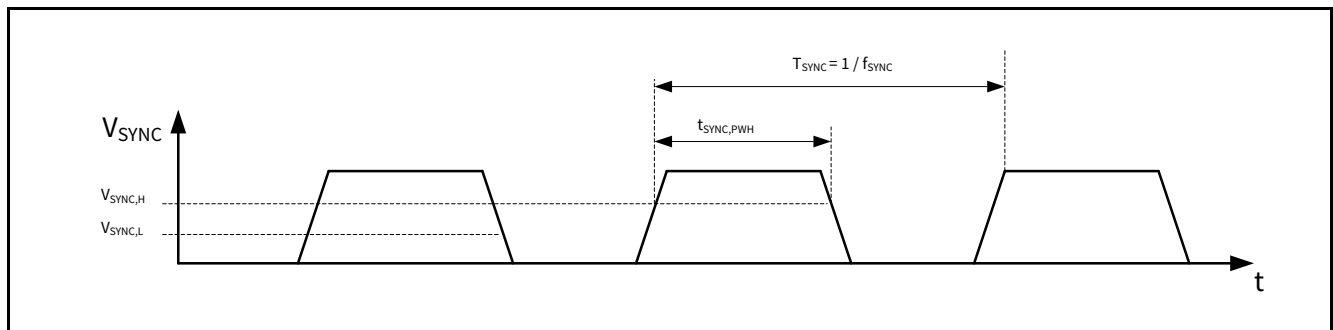 T_SYNC = 1 / f_SYNC
t_SYNC,PWH
V_SYNC
V_SYNC,H
V_SYNC,L
t